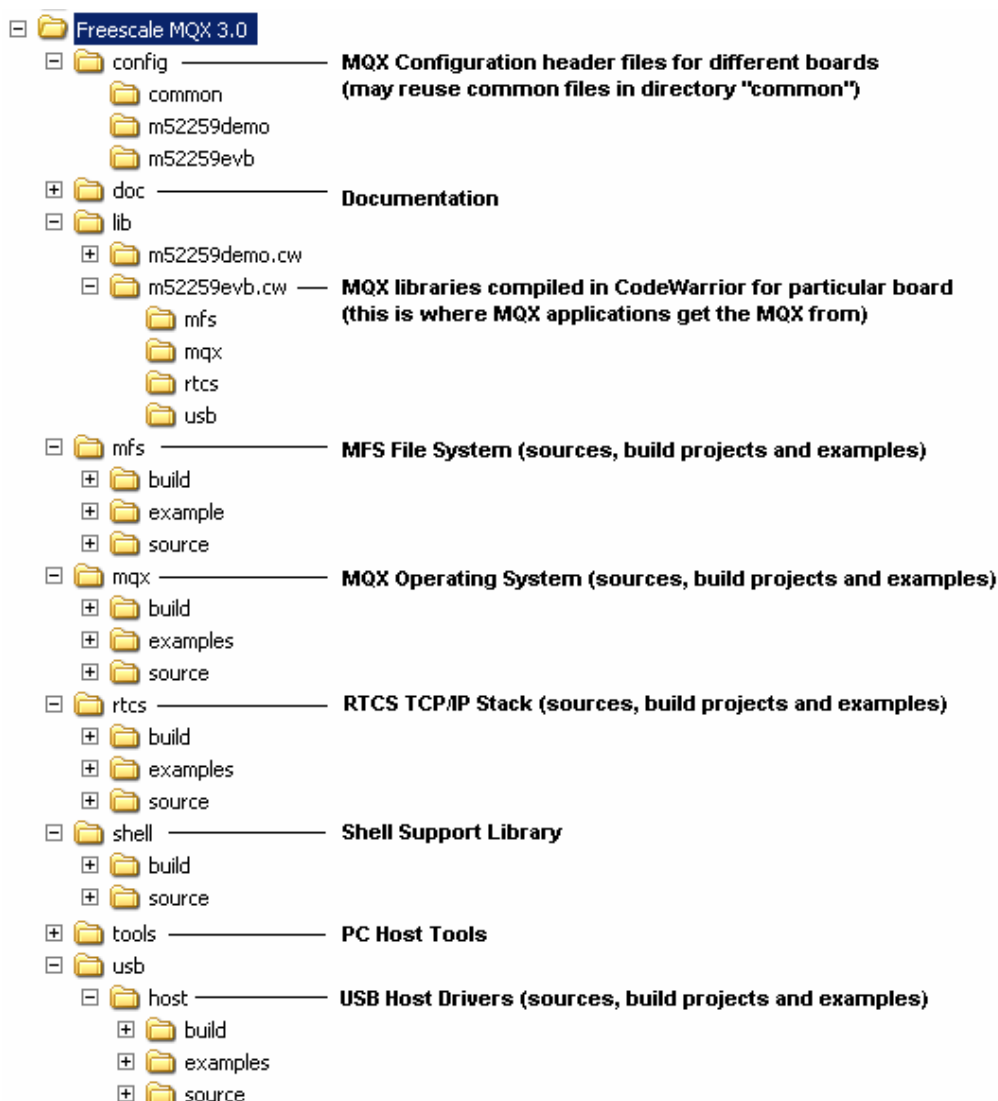 Freescale MQX 3.0
config MQX Configuration header files for different boards
common (may reuse common files in directory "common")
m52259demo
m52259evb
doc Documentation
lib
m52259demo.cw
m52259evb.cw MQX libraries compiled in CodeWarrior for particular board
mfs (this is where MQX applications get the MQX from)
mqx
rtcs
usb
mfs MFS File System (sources, build projects and examples)
build
example
source
mqx MQX Operating System (sources, build projects and examples)
build
examples
source
rtcs RTCS TCP/IP Stack (sources, build projects and examples)
build
examples
source
shell Shell Support Library
build
source
tools PC Host Tools
usb
host USB Host Drivers (sources, build projects and examples)
build
examples
source